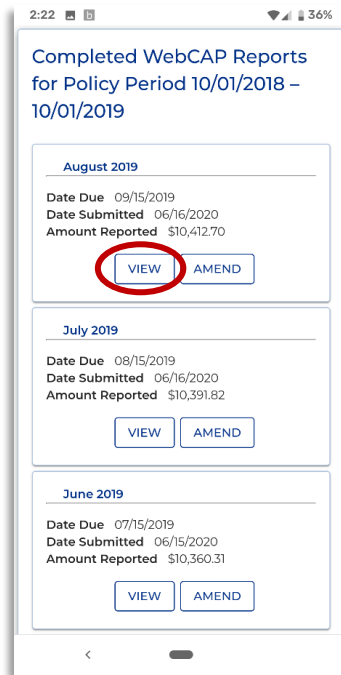 2:22 b 36%
Completed WebCAP Reports
for Policy Period 10/01/2018 –
10/01/2019
August 2019
Date Due 09/15/2019
Date Submitted 06/16/2020
Amount Reported $10,412.70
VIEW AMEND
July 2019
Date Due 08/15/2019
Date Submitted 06/16/2020
Amount Reported $10,391.82
VIEW AMEND
June 2019
Date Due 07/15/2019
Date Submitted 06/15/2020
Amount Reported $10,360.31
VIEW AMEND